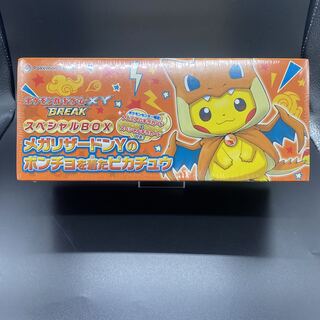 ポケモンカードゲーム XY
BREAK
スペシャルBOX
メガリザードンYの
ポンチョを着たピカチュウ